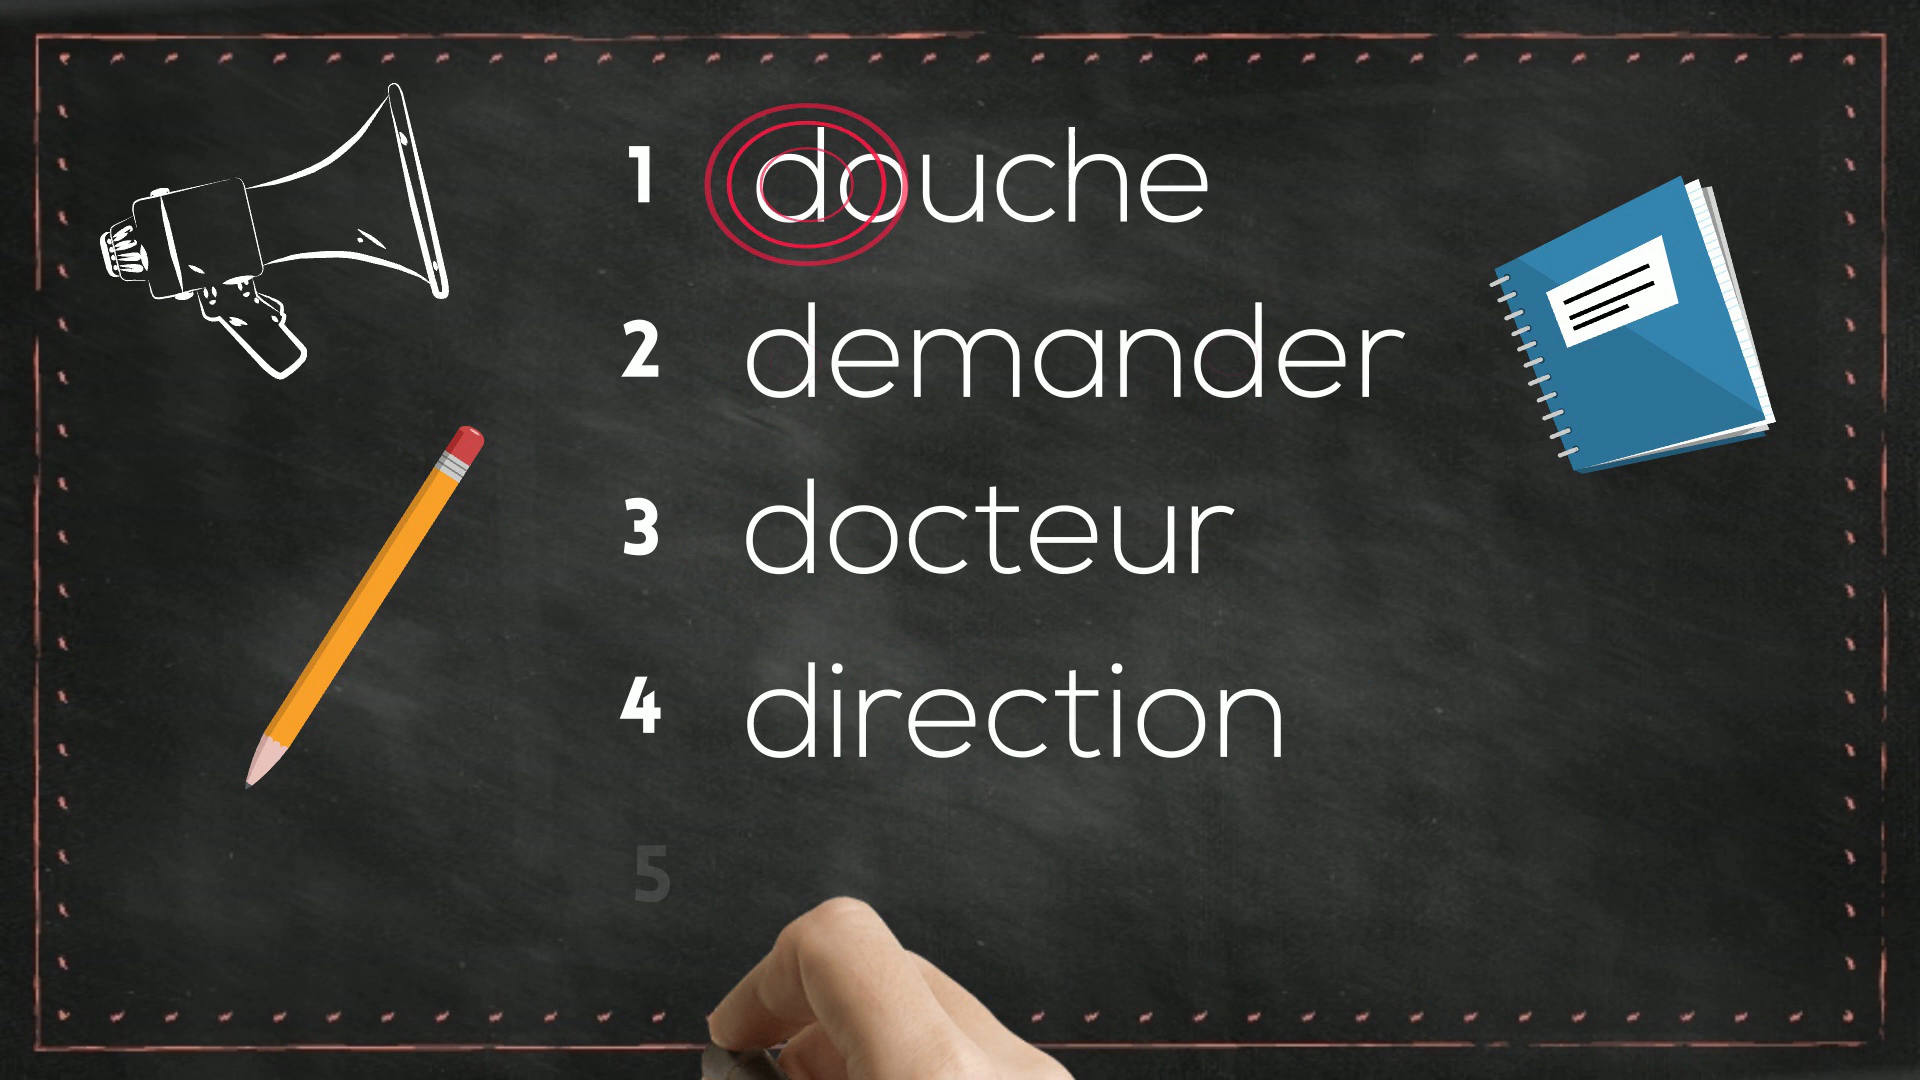 1 douche
2 demander
3 docteur
4 direction
5